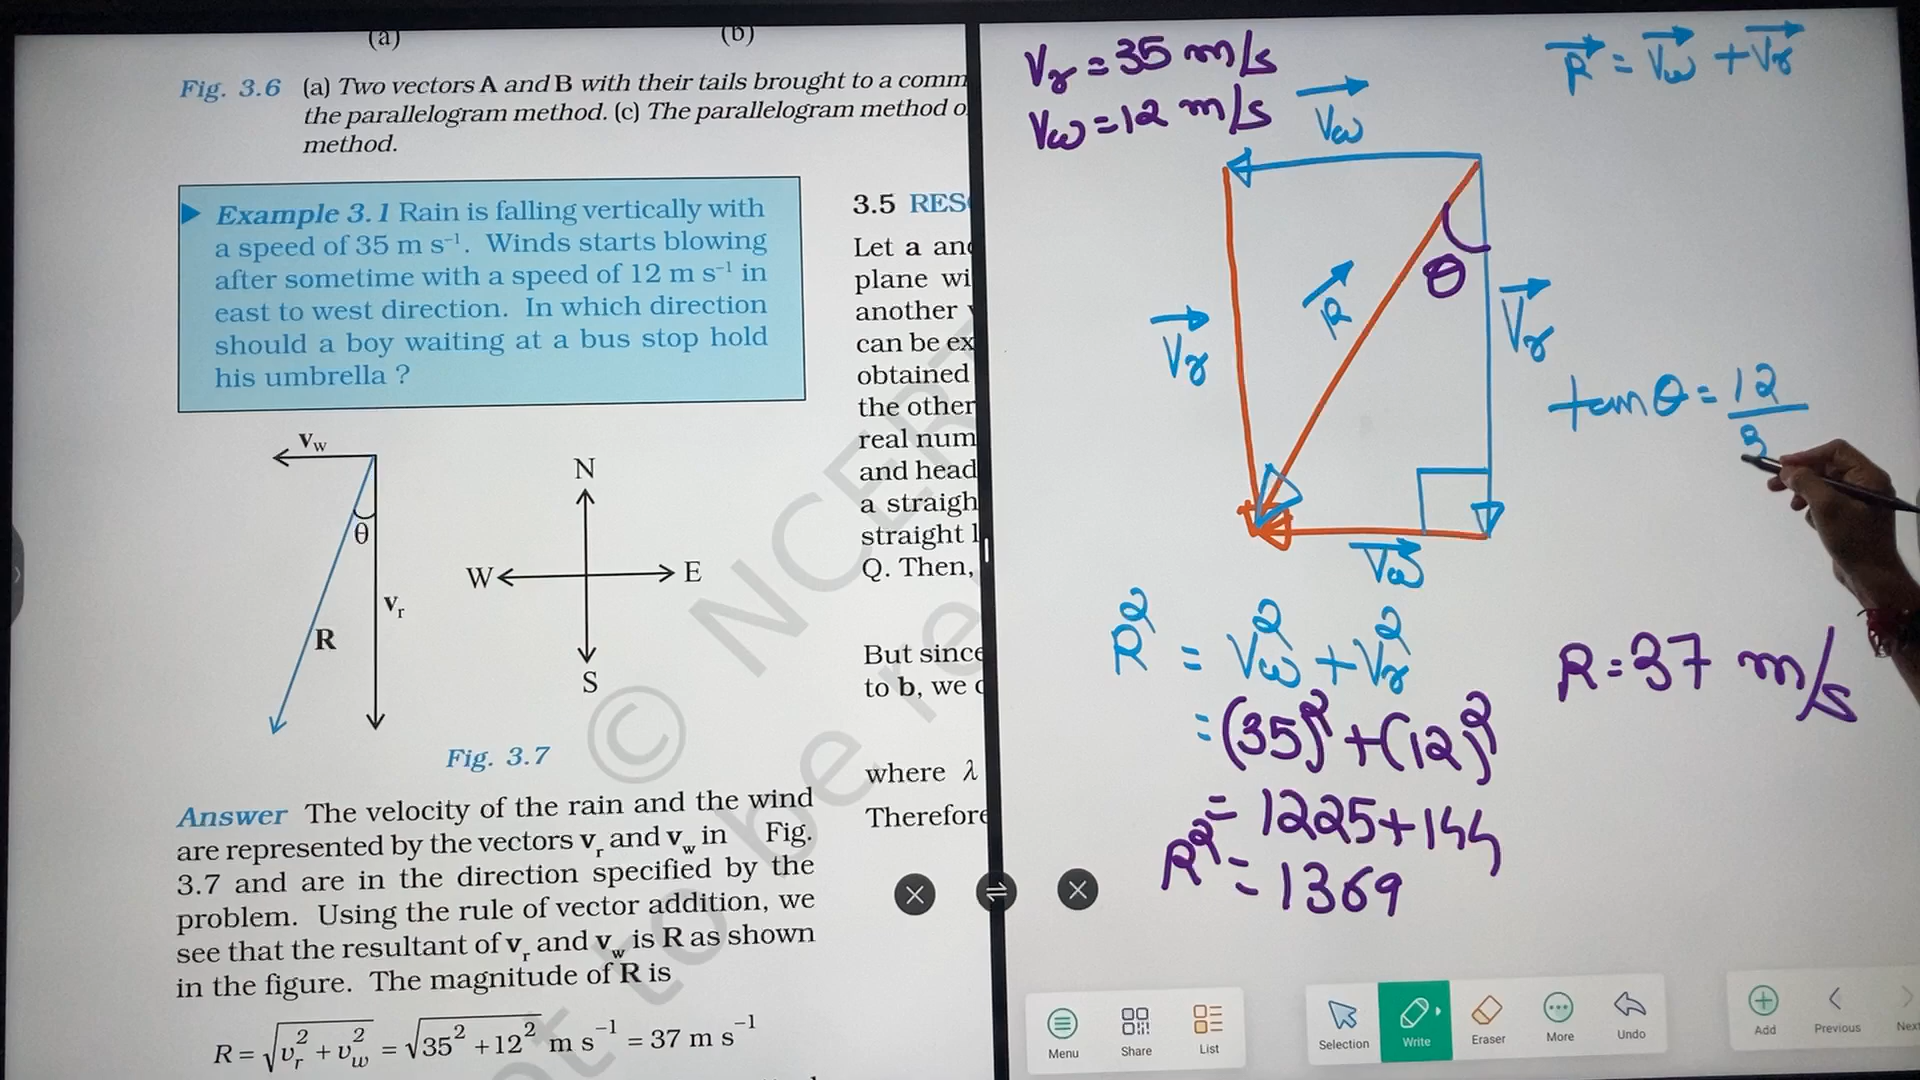 (a)
(b)
Fig. 3.6 (a) Two vectors A and B with their tails brought to a comm
the parallelogram method. (c) The parallelogram method o
method.
Example 3.1 Rain is falling vertically with
a speed of 35 m s⁻¹. Winds starts blowing
after sometime with a speed of 12 m s⁻¹ in
east to west direction. In which direction
should a boy waiting at a bus stop hold
his umbrella ?
vw
θ
vr
R
N
W
E
S
Fig. 3.7
Answer The velocity of the rain and the wind
are represented by the vectors vr and vw in Fig.
3.7 and are in the direction specified by the
problem. Using the rule of vector addition, we
see that the resultant of vr and vw is R as shown
in the figure. The magnitude of R is
R = √(vr² + vw²) = √(35² + 12²) m s⁻¹ = 37 m s⁻¹
3.5 RES
Let a an
plane wi
another
can be ex
obtained
the other
real num
and head
a straigh
straight l
Q. Then,
But since
to b, we
where λ
Therefore
© NCER
be re
Vr = 35 m/s
Vw = 12 m/s
R⃗ = V⃗w + V⃗r
V⃗w
V⃗r
R⃗
θ
V⃗r
V⃗w
tan θ = 12/3
R² = Vw² + Vr²
= (35)² + (12)²
= 1225 + 144
R² = 1369
R = 37 m/s
Menu
Share
List
Selection
Write
Eraser
More
Undo
Add
Previous
Next